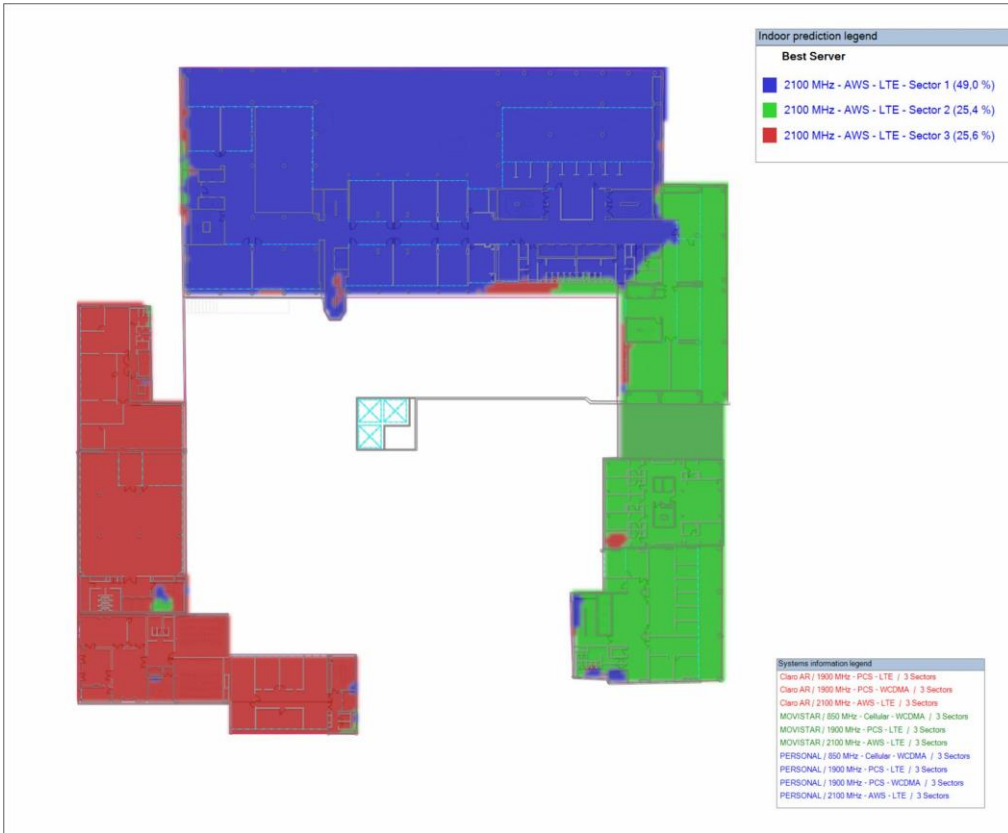 Indoor prediction legend
Best Server
2100 MHz - AWS - LTE - Sector 1 (49,0 %)
2100 MHz - AWS - LTE - Sector 2 (25,4 %)
2100 MHz - AWS - LTE - Sector 3 (25,6 %)
Systems information legend
Claro AR / 1900 MHz - PCS - LTE / 3 Sectors
Claro AR / 1900 MHz - PCS - WCDMA / 3 Sectors
Claro AR / 2100 MHz - AWS - LTE / 3 Sectors
MOVISTAR / 850 MHz - Cellular - WCDMA / 3 Sectors
MOVISTAR / 1900 MHz - PCS - LTE / 3 Sectors
MOVISTAR / 2100 MHz - AWS - LTE / 3 Sectors
PERSONAL / 850 MHz - Cellular - WCDMA / 3 Sectors
PERSONAL / 1900 MHz - PCS - LTE / 3 Sectors
PERSONAL / 1900 MHz - PCS - WCDMA / 3 Sectors
PERSONAL / 2100 MHz - AWS - LTE / 3 Sectors